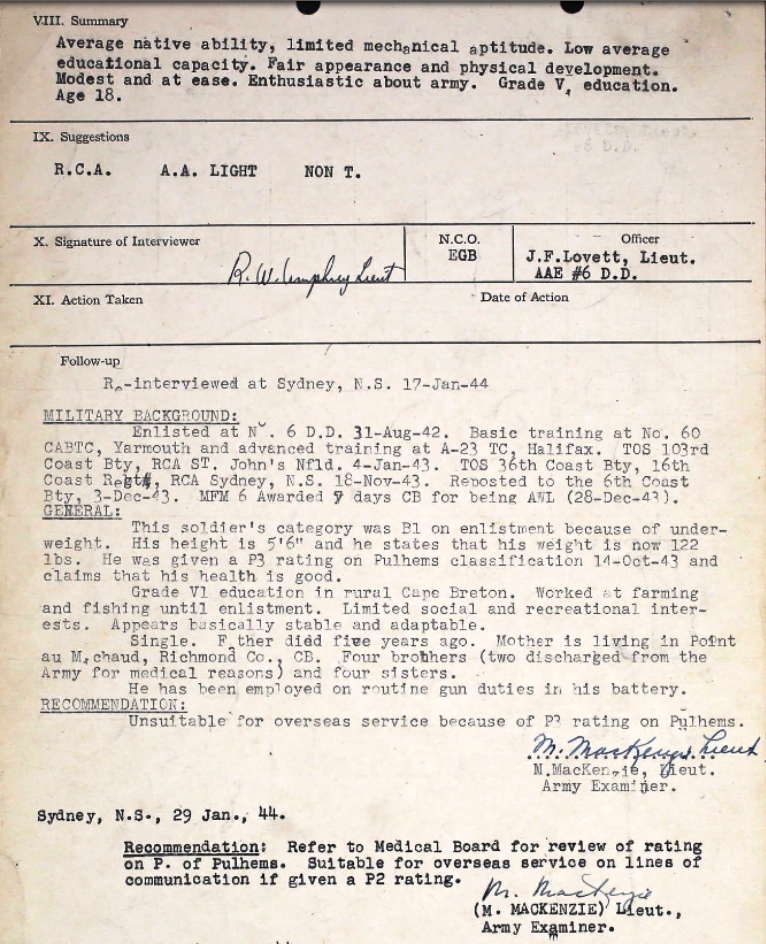 VIII. Summary
Average native ability, limited mechanical aptitude. Low average
educational capacity. Fair appearance and physical development.
Modest and at ease. Enthusiastic about army. Grade V, education.
Age 18.
IX. Suggestions
R.C.A. A.A. LIGHT NON T.
X. Signature of Interviewer
R.W. Umphrey Lieut
N.C.O.
EGB
Officer
J.F.Lovett, Lieut.
AAE #6 D.D.
XI. Action Taken
Date of Action
Follow-up
Re-interviewed at Sydney, N.S. 17-Jan-44
MILITARY BACKGROUND:
Enlisted at No. 6 D.D. 31-Aug-42. Basic training at No. 60
CABTC, Yarmouth and advanced training at A-23 TC, Halifax. TOS 103rd
Coast Bty, RCA ST. John's Nfld. 4-Jan-43. TOS 36th Coast Bty, 16th
Coast Regt, RCA Sydney, N.S. 18-Nov-43. Reposted to the 6th Coast
Bty, 3-Dec-43. MFM 6 Awarded 7 days CB for being AWL (28-Dec-43).
GENERAL:
This soldier's category was B1 on enlistment because of under-
weight. His height is 5'6" and he states that his weight is now 122
lbs. He was given a P3 rating on Pulhems classification 14-Oct-43 and
claims that his health is good.
Grade V1 education in rural Cape Breton. Worked at farming
and fishing until enlistment. Limited social and recreational inter-
ests. Appears basically stable and adaptable.
Single. Father died five years ago. Mother is living in Point
au Michaud, Richmond Co., CB. Four brothers (two discharged from the
Army for medical reasons) and four sisters.
He has been employed on routine gun duties in his battery.
RECOMMENDATION:
Unsuitable for overseas service because of P3 rating on Pulhems.
M. MacKenzie Lieut
M.MacKenzie, Lieut.
Army Examiner.
Sydney, N.S., 29 Jan., 44.
Recommendation: Refer to Medical Board for review of rating
on P. of Pulhems. Suitable for overseas service on lines of
communication if given a P2 rating.
M. MacKenzie
(M. MACKENZIE) Lieut.,
Army Examiner.